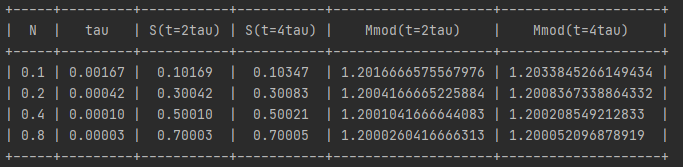 +-----+---------+-------------+-------------+--------------------+--------------------+
|  N  |   tau   | S(t=2tau) | S(t=4tau) |    Mmod(t=2tau)    |    Mmod(t=4tau)    |
+-----+---------+-------------+-------------+--------------------+--------------------+
| 0.1 | 0.00167 |  0.10169  |  0.10347  | 1.2016666575567976 | 1.2033845266149434 |
| 0.2 | 0.00042 |  0.30042  |  0.30083  | 1.2004166665225884 | 1.2008367338864332 |
| 0.4 | 0.00010 |  0.50010  |  0.50021  | 1.2001041666644083 | 1.200208549212833  |
| 0.8 | 0.00003 |  0.70003  |  0.70005  | 1.2000260416666313 | 1.200052096878919  |
+-----+---------+-------------+-------------+--------------------+--------------------+